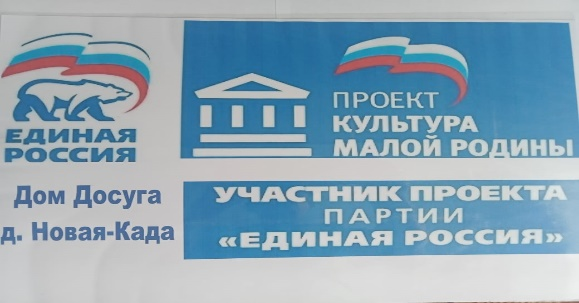 ЕДИНАЯ
РОССИЯ
ПРОЕКТ
КУЛЬТУРА
МАЛОЙ РОДИНЫ
Дом Досуга
д. Новая-Када
УЧАСТНИК ПРОЕКТА
ПАРТИИ
«ЕДИНАЯ РОССИЯ»